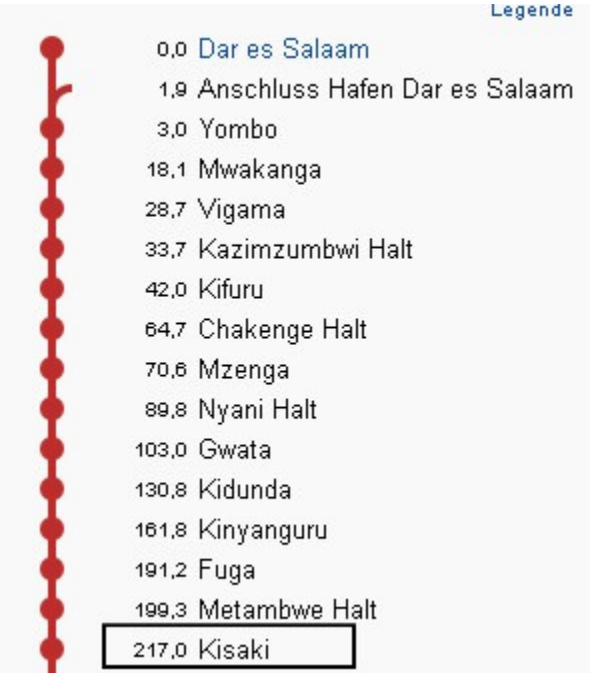 Legende
0,0 Dar es Salaam
1,9 Anschluss Hafen Dar es Salaam
3,0 Yombo
18,1 Mwakanga
28,7 Vigama
33,7 Kazimzumbwi Halt
42,0 Kifuru
64,7 Chakenge Halt
70,6 Mzenga
89,8 Nyani Halt
103,0 Gwata
130,8 Kidunda
161,8 Kinyanguru
191,2 Fuga
199,3 Metambwe Halt
217,0 Kisaki